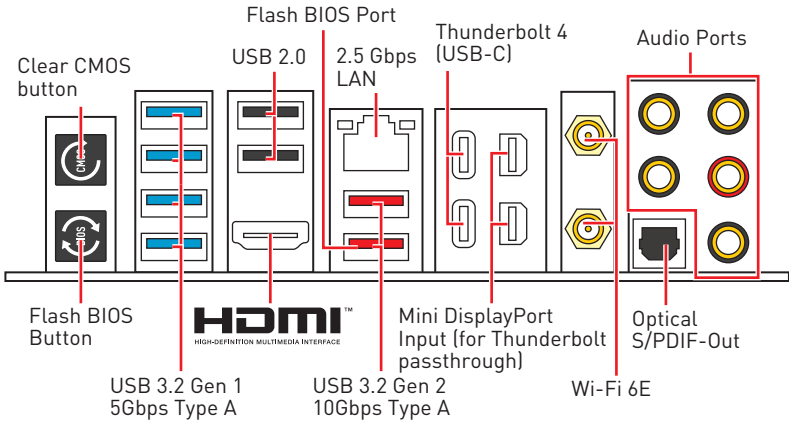 Flash BIOS Port
Clear CMOS
button
USB 2.0
2.5 Gbps
LAN
Thunderbolt 4
(USB-C)
Audio Ports
CMOS
BIOS
Flash BIOS
Button
HDMI™
HIGH-DEFINITION MULTIMEDIA INTERFACE
Mini DisplayPort
Input (for Thunderbolt
passthrough)
Optical
S/PDIF-Out
USB 3.2 Gen 1
5Gbps Type A
USB 3.2 Gen 2
10Gbps Type A
Wi-Fi 6E